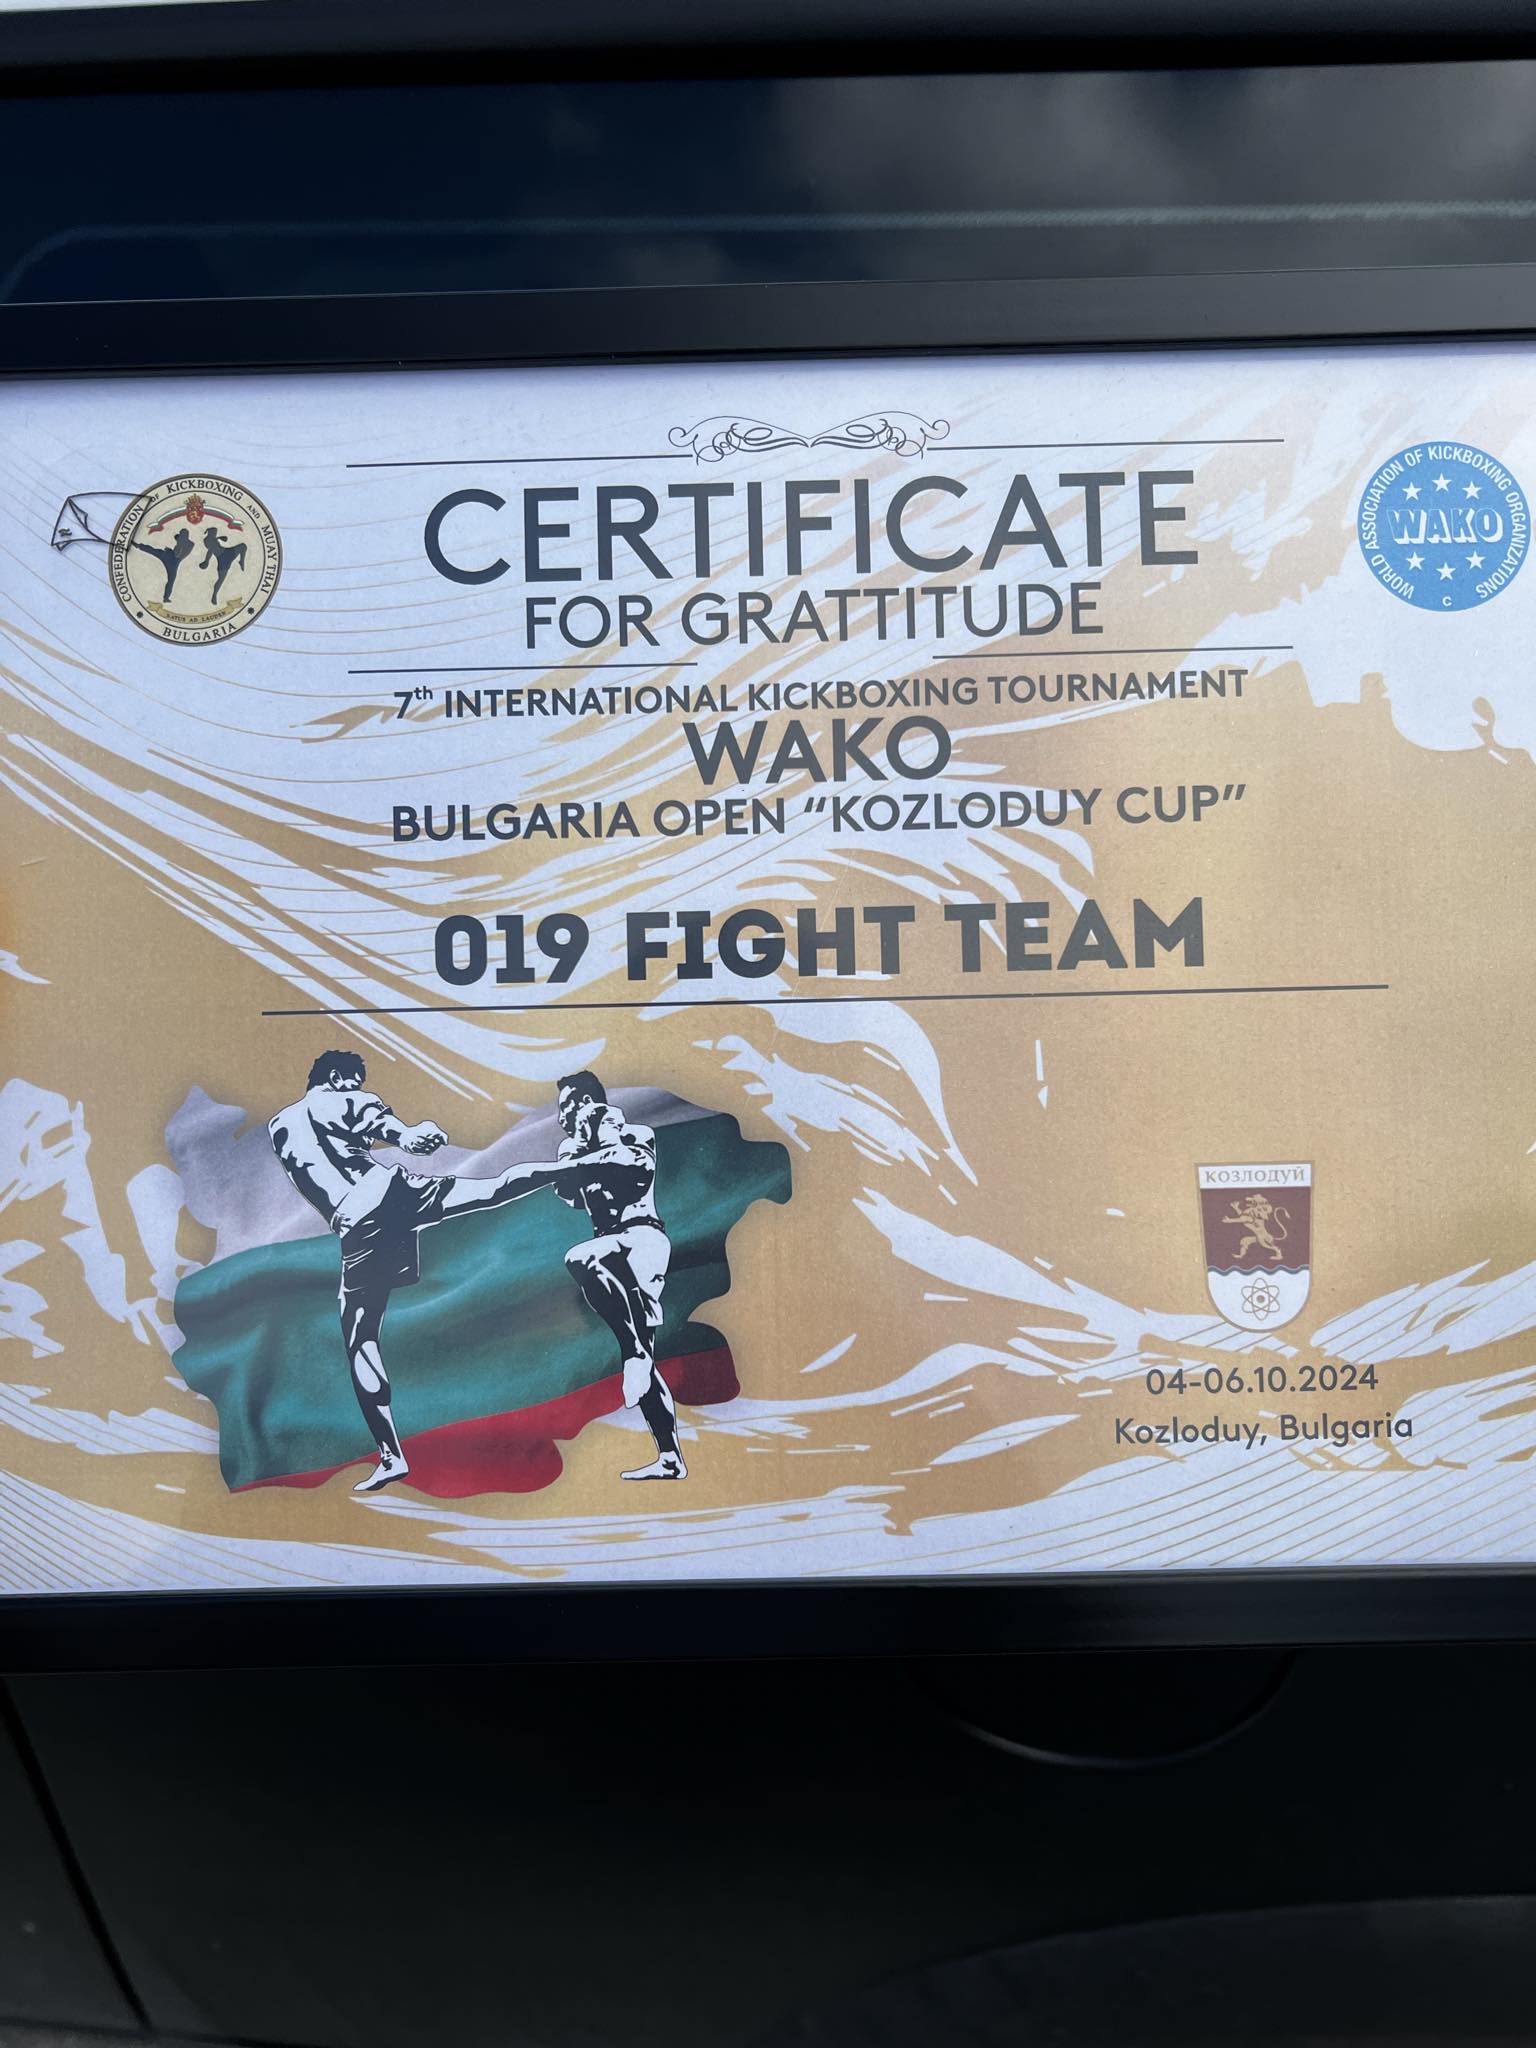 CERTIFICATE
FOR GRATTITUDE
7th INTERNATIONAL KICKBOXING TOURNAMENT
WAKO
BULGARIA OPEN “KOZLODUY CUP”
019 FIGHT TEAM
CONFEDERATION OF KICKBOXING AND MUAY THAI
BULGARIA
WORLD ASSOCIATION OF KICKBOXING ORGANIZATIONS
WAKO
C
КОЗЛОДУЙ
04-06.10.2024
Kozloduy, Bulgaria